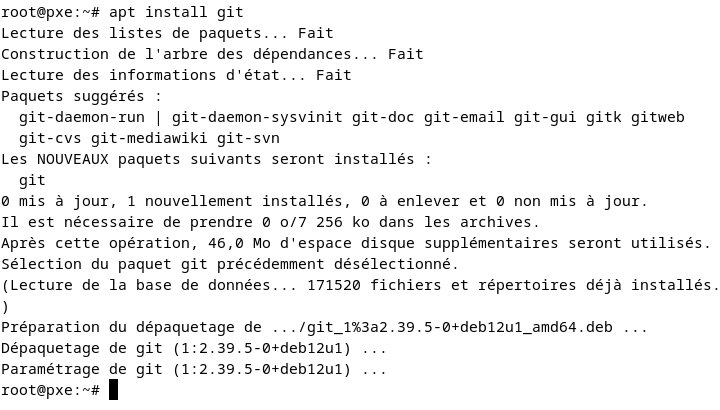 root@pxe:~# apt install git
Lecture des listes de paquets... Fait
Construction de l'arbre des dépendances... Fait
Lecture des informations d'état... Fait
Paquets suggérés :
  git-daemon-run | git-daemon-sysvinit git-doc git-email git-gui gitk gitweb
  git-cvs git-mediawiki git-svn
Les NOUVEAUX paquets suivants seront installés :
  git
0 mis à jour, 1 nouvellement installés, 0 à enlever et 0 non mis à jour.
Il est nécessaire de prendre 0 o/7 256 ko dans les archives.
Après cette opération, 46,0 Mo d'espace disque supplémentaires seront utilisés.
Sélection du paquet git précédemment désélectionné.
(Lecture de la base de données... 171520 fichiers et répertoires déjà installés.
)
Préparation du dépaquetage de .../git_1%3a2.39.5-0+deb12u1_amd64.deb ...
Dépaquetage de git (1:2.39.5-0+deb12u1) ...
Paramétrage de git (1:2.39.5-0+deb12u1) ...
root@pxe:~#